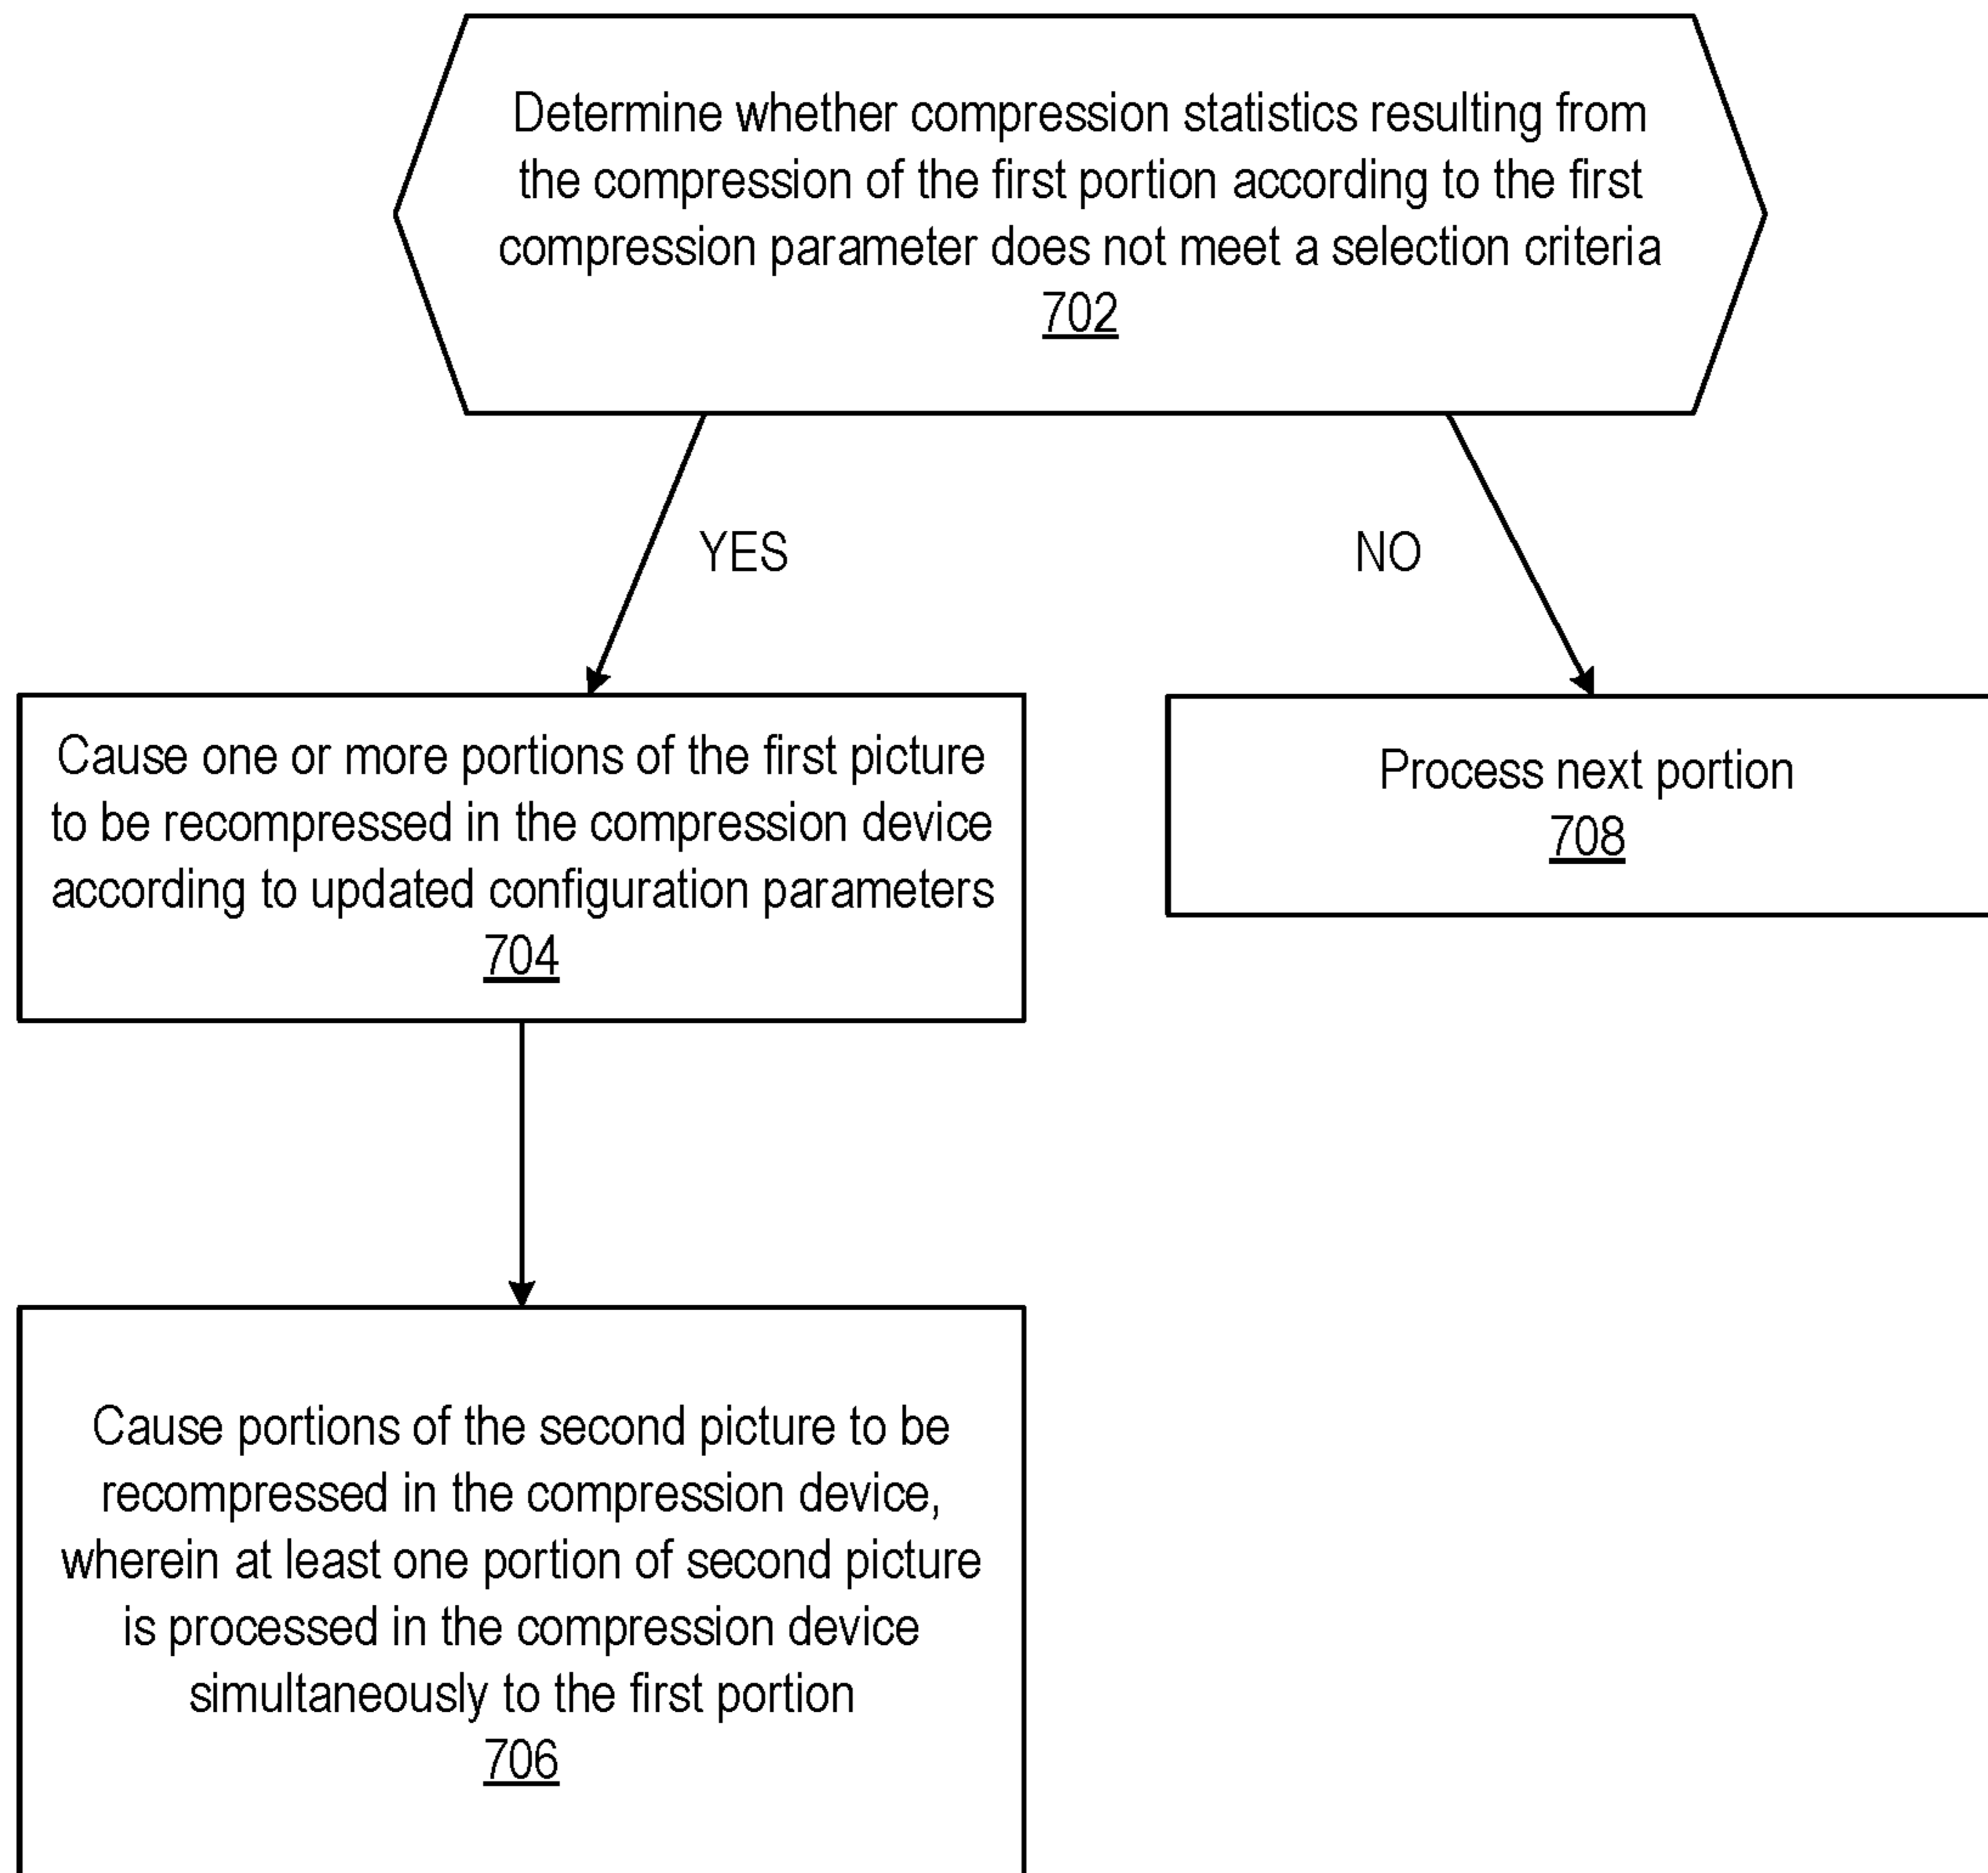 Determine whether compression statistics resulting from
the compression of the first portion according to the first
compression parameter does not meet a selection criteria
702
YES
NO
Cause one or more portions of the first picture
to be recompressed in the compression device
according to updated configuration parameters
704
Process next portion
708
Cause portions of the second picture to be
recompressed in the compression device,
wherein at least one portion of second picture
is processed in the compression device
simultaneously to the first portion
706